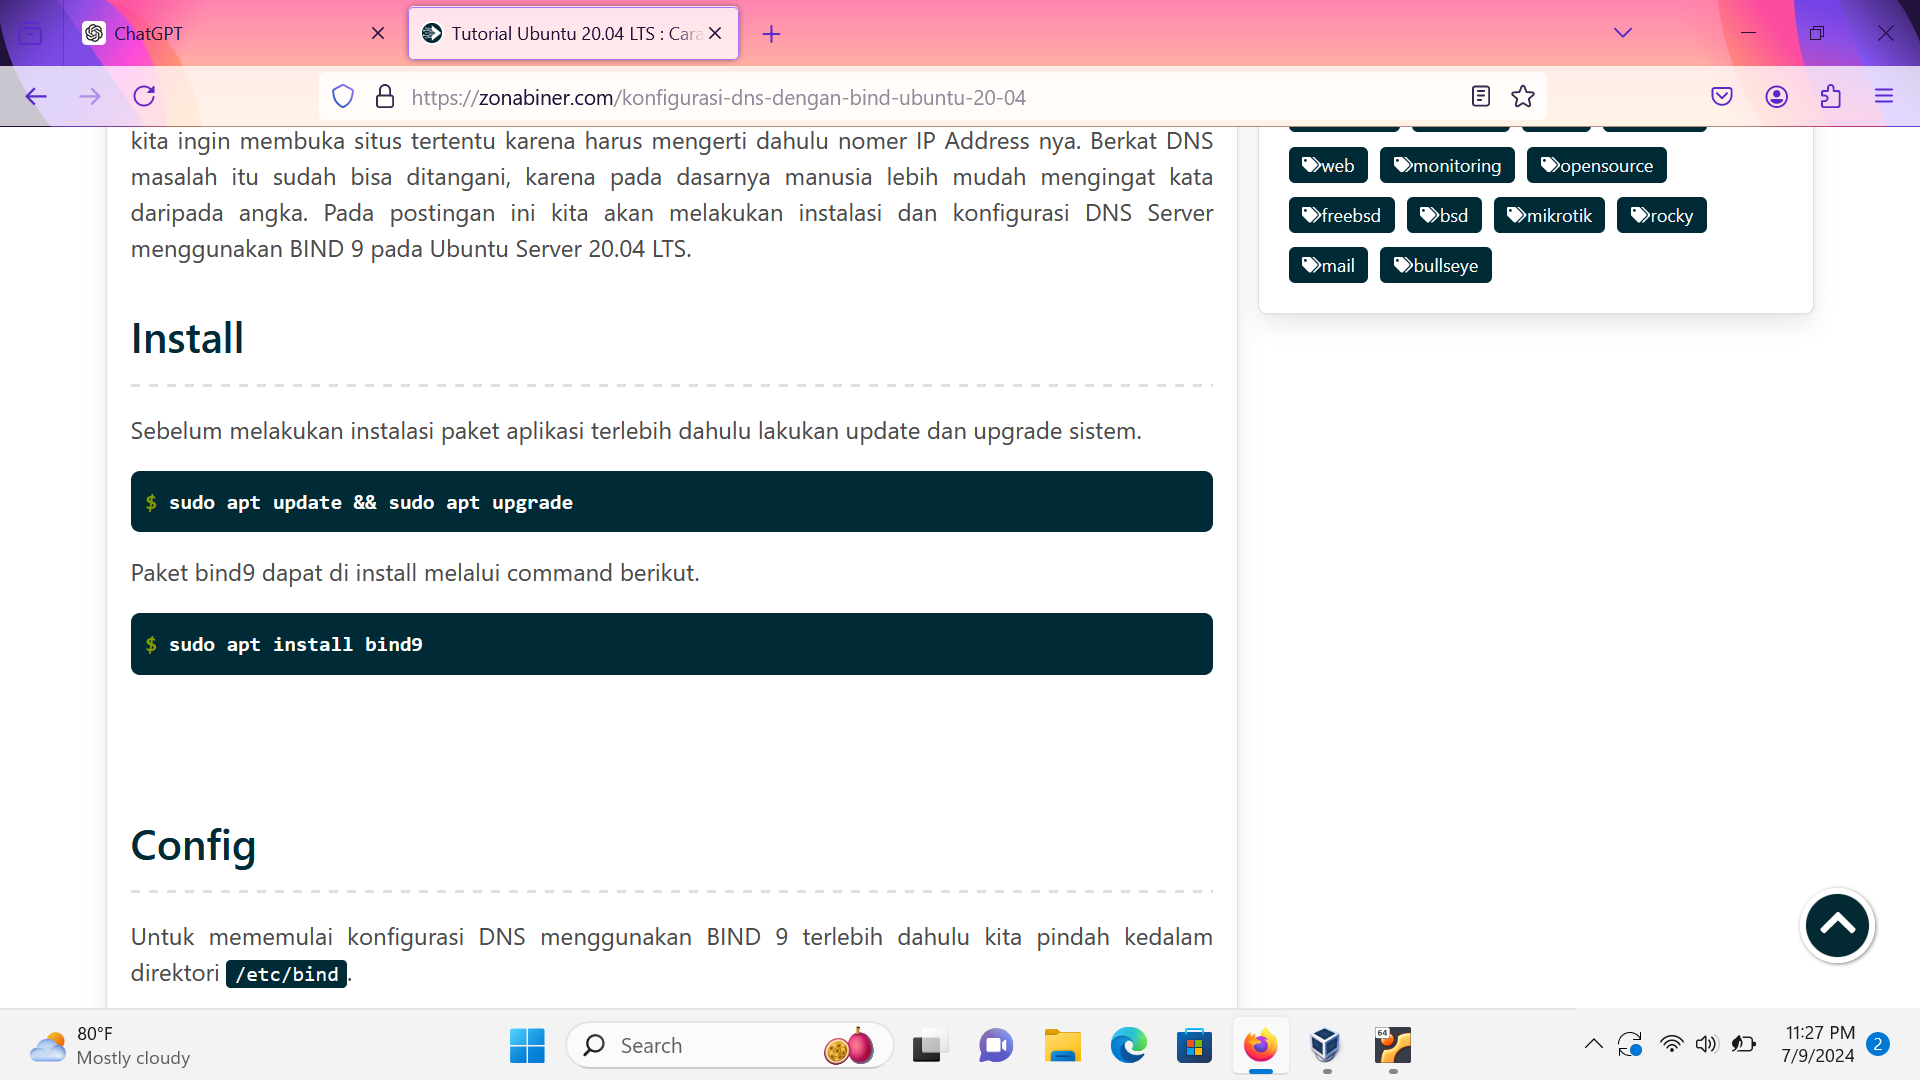 ChatGPT
Tutorial Ubuntu 20.04 LTS : Cara
https://zonabiner.com/konfigurasi-dns-dengan-bind-ubuntu-20-04
kita ingin membuka situs tertentu karena harus mengerti dahulu nomer IP Address nya. Berkat DNS
masalah itu sudah bisa ditangani, karena pada dasarnya manusia lebih mudah mengingat kata
daripada angka. Pada postingan ini kita akan melakukan instalasi dan konfigurasi DNS Server
menggunakan BIND 9 pada Ubuntu Server 20.04 LTS.
Install
Sebelum melakukan instalasi paket aplikasi terlebih dahulu lakukan update dan upgrade sistem.
$ sudo apt update && sudo apt upgrade
Paket bind9 dapat di install melalui command berikut.
$ sudo apt install bind9
Config
Untuk mememulai konfigurasi DNS menggunakan BIND 9 terlebih dahulu kita pindah kedalam
direktori /etc/bind.
web monitoring opensource
freebsd bsd mikrotik rocky
mail bullseye
80°F
Mostly cloudy
Search
64
11:27 PM
7/9/2024
2